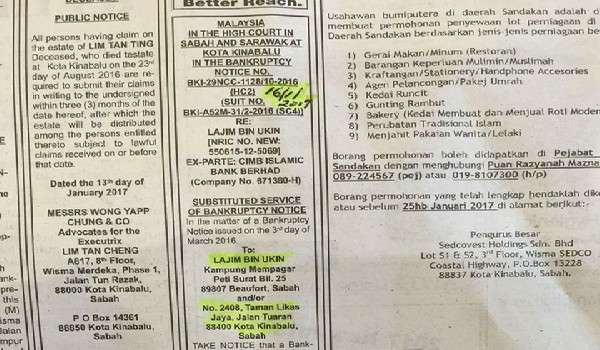 PUBLIC NOTICE
All persons having claim on
the estate of LIM TAN TING
Deceased, who died testate
at Kota Kinabalu on the 23rd
day of August 2016 are re-
quired to submit their claims
in writing to the undersigned
within three (3) months of the
date hereof, after which the
estate will be distributed
among the persons entitled
thereto subject to lawful
claims received on or before
that date.
Dated the 13th day of
January 2017
MESSRS WONG YAPP
CHUNG & CO
Advocates for the
Executrix
LIM TAN CHENG
A617, 8th Floor,
Wisma Merdeka, Phase 1,
Jalan Tun Razak,
88000 Kota Kinabalu,
Sabah
P O Box 14361
88850 Kota Kinabalu,
Sabah
Better Reach.
MALAYSIA
IN THE HIGH COURT IN
SABAH AND SARAWAK AT
KOTA KINABALU
IN THE BANKRUPTCY
NOTICE NO.
BKI-29NCC-1128/10-2016
(HC2)
(SUIT NO.
BKI-A52M-31/2-2016 (SC4))
16/1/
2017
RE:
LAJIM BIN UKIN
[NRIC NO. NEW:
550615-12-5069]
EX-PARTE: CIMB ISLAMIC
BANK BERHAD
(Company No. 671380-H)
SUBSTITUTED SERVICE
OF BANKRUPTCY NOTICE
In the matter of a Bankruptcy
Notice issued on the 3rd day of
March 2016.
To:
LAJIM BIN UKIN
Kampung Mempagar
Peti Surat Bil. 25
89807 Beaufort, Sabah
and/or
No. 2408, Taman Likas
Jaya, Jalan Tuaran
88400 Kota Kinabalu,
Sabah
TAKE NOTICE that a Bank-
Usahawan bumiputera di daerah Sandakan adalah d
membuat permohonan penyewaan lot perniagaan di
Daerah Sandakan berdasarkan jenis-jenis perniagaan ber
1) Gerai Makan/Minum (Restoran)
2) Barangan Keperluan Muslimin/Muslimah
3) Kraftangan/Stationery/Handphone Accesories
4) Agen Pelancongan/Pakej Umrah
5) Kedai Runcit
6) Gunting Rambut
7) Bakery (Kedai Membuat dan Menjual Roti Moden
8) Perubatan Tradisional Islam
9) Menjahit Pakaian Wanita/Lelaki
Borang permohonan boleh didapatkan di Pejabat
Sandakan dengan menghubungi Puan Razyanah Mazna
089-224567 (pej) atau 019-8107300 (h/p)
Borang permohonan yang telah lengkap hendaklah dike
atau sebelum 25hb Januari 2017 di alamat berikut:-
Pengurus Besar
Sedcovest Holdings Sdn. Bhd
Lot 51 & 52, 3rd Floor, Wisma SEDCO
Coastal Highway, P.O.Box 13228
88837 Kota Kinabalu.